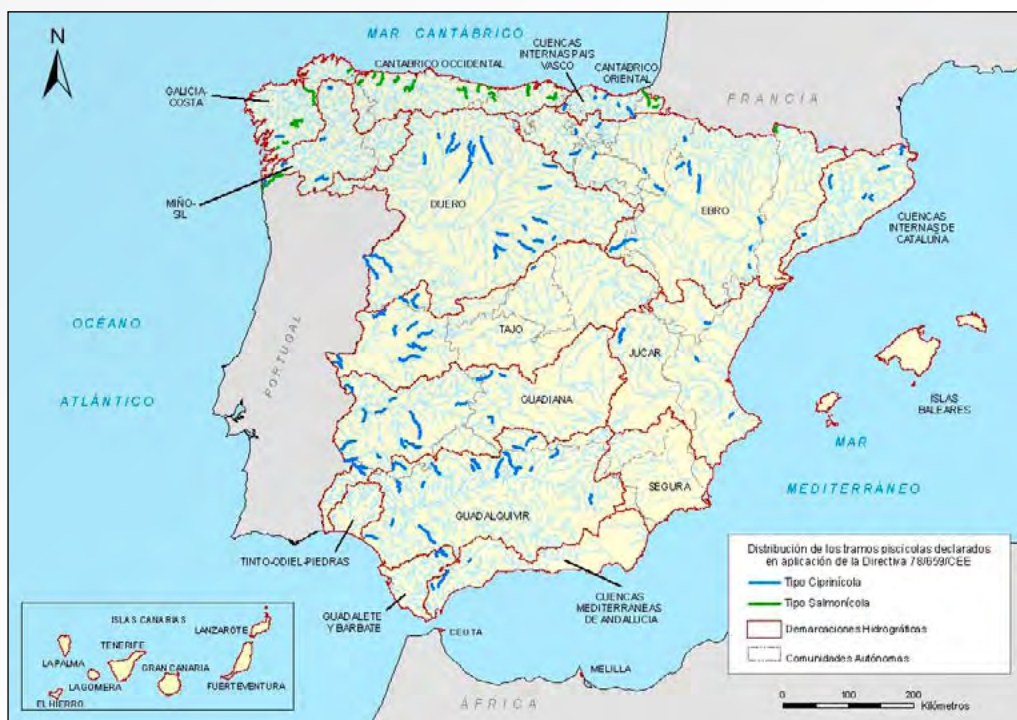 N
MAR CANTÁBRICO
CANTÁBRICO OCCIDENTAL
CUENCAS
INTERNAS PAIS
VASCO
CANTÁBRICO
ORIENTAL
GALICIA-
COSTA
FRANCIA
MIÑO-
SIL
DUERO
EBRO
CUENCAS
INTERNAS DE
CATALUÑA
OCÉANO
ATLÁNTICO
PORTUGAL
TAJO
JÚCAR
GUADIANA
ISLAS
BALEARES
MAR
MEDITERRÁNEO
SEGURA
GUADALQUIVIR
TINTO-ODIEL-PIEDRAS
GUADALETE
Y BARBATE
CUENCAS
MEDITERRÁNEAS
DE ANDALUCIA
CEUTA
MELILLA
ÁFRICA
ISLAS CANARIAS
LANZAROTE
LA PALMA
TENERIFE
GRAN CANARIA
LA GOMERA
EL HIERRO
FUERTEVENTURA
Distribución de los tramos piscícolas declarados
en aplicación de la Directiva 78/659/CEE
Tipo Ciprinícola
Tipo Salmonícola
Demarcaciones Hidrográficas
Comunidades Autónomas
0 100 200
Kilómetros